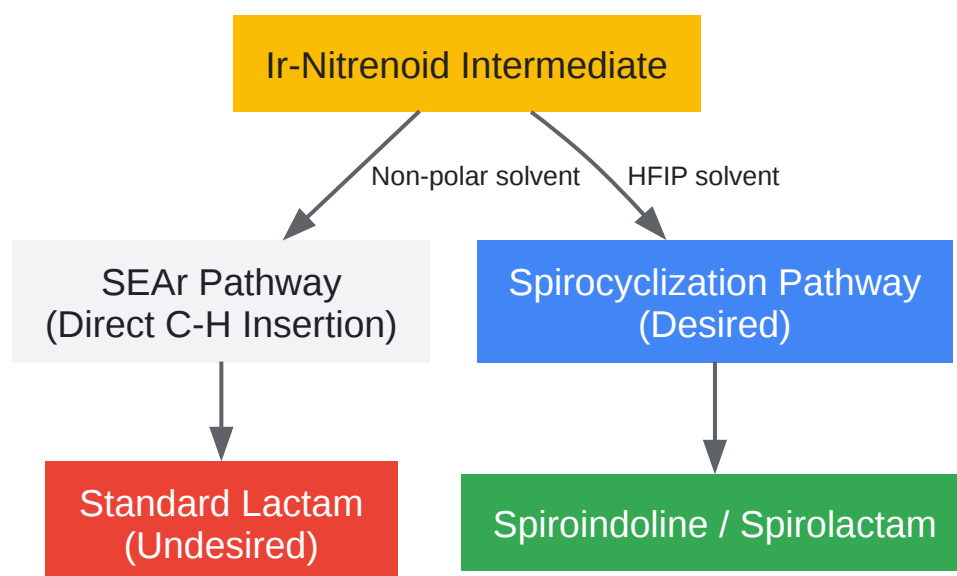 Ir-Nitrenoid Intermediate
Non-polar solvent
HFIP solvent
SEAr Pathway
(Direct C-H Insertion)
Spirocyclization Pathway
(Desired)
Standard Lactam
(Undesired)
Spiroindoline / Spirolactam